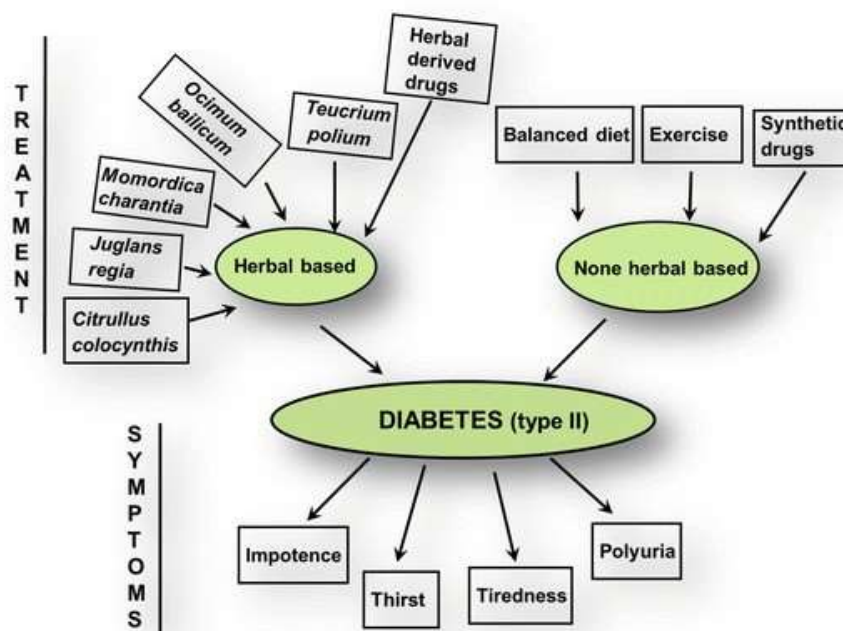 TREATMENT
Herbal
derived
drugs
Ocimum
bailicum
Teucrium
polium
Momordica
charantia
Juglans
regia
Citrullus
colocynthis
Herbal based
Balanced diet
Exercise
Synthetic
drugs
None herbal based
DIABETES (type II)
SYMPTOMS
Impotence
Thirst
Tiredness
Polyuria